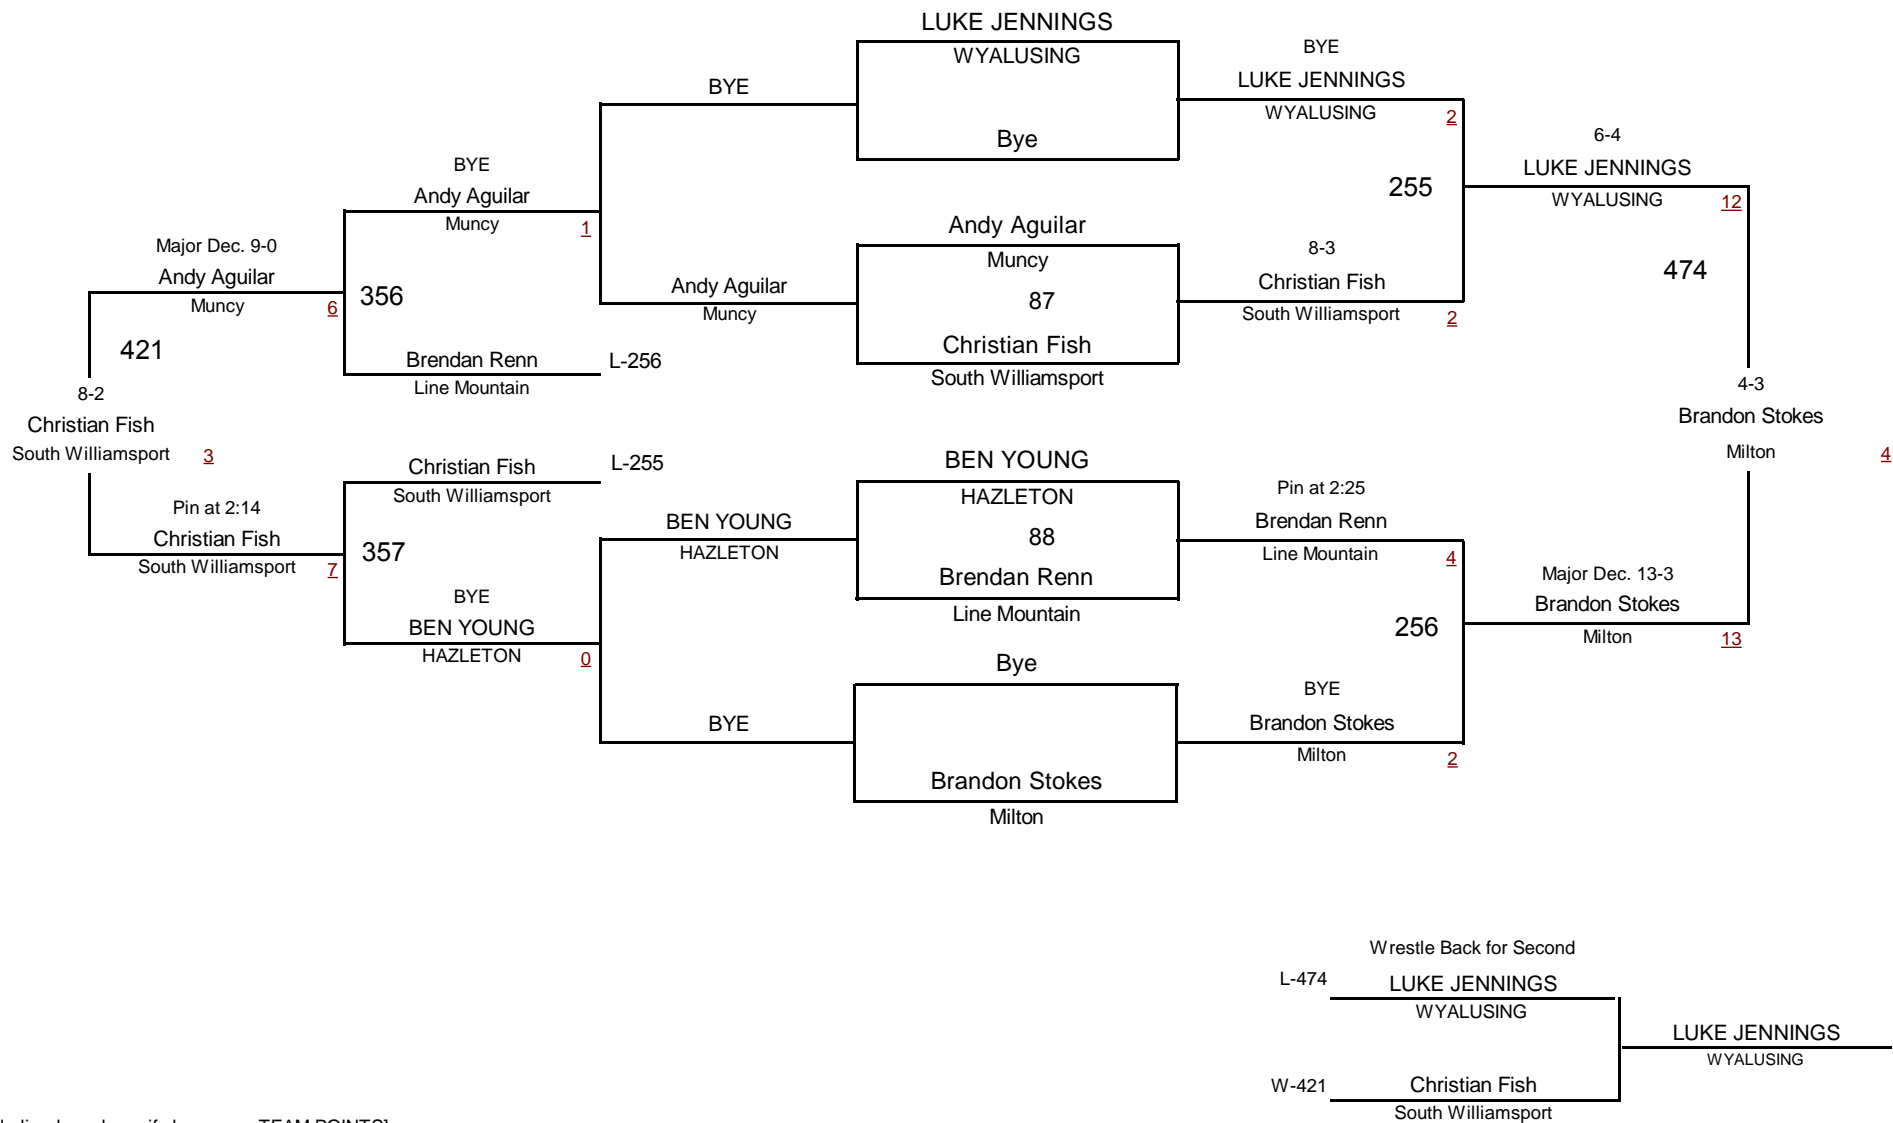 LUKE JENNINGS
WYALUSING
Bye
BYE
LUKE JENNINGS
WYALUSING
2
BYE
6-4
LUKE JENNINGS
WYALUSING
12
255
BYE
Andy Aguilar
Muncy
1
Andy Aguilar
Muncy
87
Christian Fish
South Williamsport
8-3
Christian Fish
South Williamsport
2
474
Major Dec. 9-0
Andy Aguilar
Muncy
6
356
Andy Aguilar
Muncy
421
Brendan Renn
Line Mountain
L-256
8-2
Christian Fish
South Williamsport
3
4-3
Brandon Stokes
Milton
4
Christian Fish
South Williamsport
L-255
BEN YOUNG
HAZLETON
88
Brendan Renn
Line Mountain
Pin at 2:25
Brendan Renn
Line Mountain
4
Pin at 2:14
Christian Fish
South Williamsport
7
357
BEN YOUNG
HAZLETON
BYE
BEN YOUNG
HAZLETON
0
256
Major Dec. 13-3
Brandon Stokes
Milton
13
Bye
BYE
Brandon Stokes
Milton
BYE
Brandon Stokes
Milton
2
Wrestle Back for Second
L-474
LUKE JENNINGS
WYALUSING
LUKE JENNINGS
WYALUSING
W-421
Christian Fish
South Williamsport
TEAM POINTS]